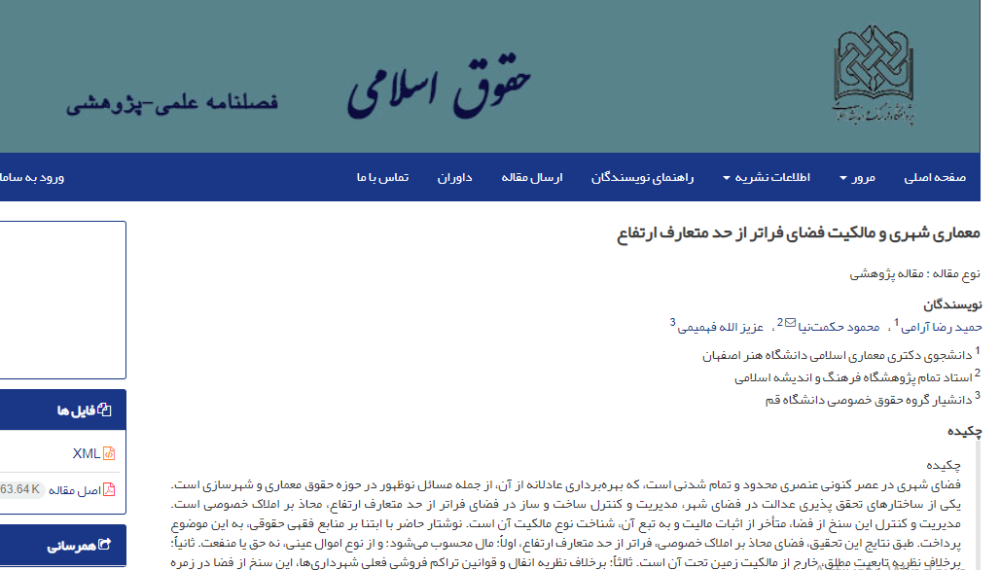 حقوق اسلامی
فصلنامه علمی-پژوهشی
صفحه اصلی مرور اطلاعات نشریه راهنمای نویسندگان ارسال مقاله داوران تماس با ما ورود به ساما
معماری شهری و مالکیت فضای فراتر از حد متعارف ارتفاع
نوع مقاله : مقاله پژوهشی
نویسندگان
حمید رضا آرامی 1 ، محمود حکمت‌نیا 2 ، عزیز الله فهیمی 3
1 دانشجوی دکتری معماری اسلامی دانشگاه هنر اصفهان
2 استاد تمام پژوهشگاه فرهنگ و اندیشه اسلامی
3 دانشیار گروه حقوق خصوصی دانشگاه قم
چکیده
چکیده
فضای شهری در عصر کنونی عنصری محدود و تمام شدنی است، که بهره‌برداری عادلانه از آن، از جمله مسائل نوظهور در حوزه حقوق معماری و شهرسازی است.
یکی از ساختارهای تحقق پذیری عدالت در فضای شهر، مدیریت و کنترل ساخت و ساز در فضای فراتر از حد متعارف ارتفاع، محاذ بر املاک خصوصی است.
مدیریت و کنترل این سنخ از فضا، متأخر از اثبات مالیت و به تبع آن، شناخت نوع مالکیت آن است. نوشتار حاضر با ابتنا بر منابع فقهی حقوقی، به این موضوع
پرداخت. طبق نتایج این تحقیق، فضای محاذ بر املاک خصوصی، فراتر از حد متعارف ارتفاع، اولاً: مال محسوب می‌شود؛ و از نوع اموال عینی، نه حق یا منفعت. ثانیاً:
برخلاف نظریه تابعیت مطلق، خارج از مالکیت زمین تحت آن است. ثالثاً: برخلاف نظریه انفال و قوانین تراکم فروشی فعلی شهرداری‌ها، این سنخ از فضا در زمره
فایل ها
XML
اصل مقاله 63.64 K
همرسانی